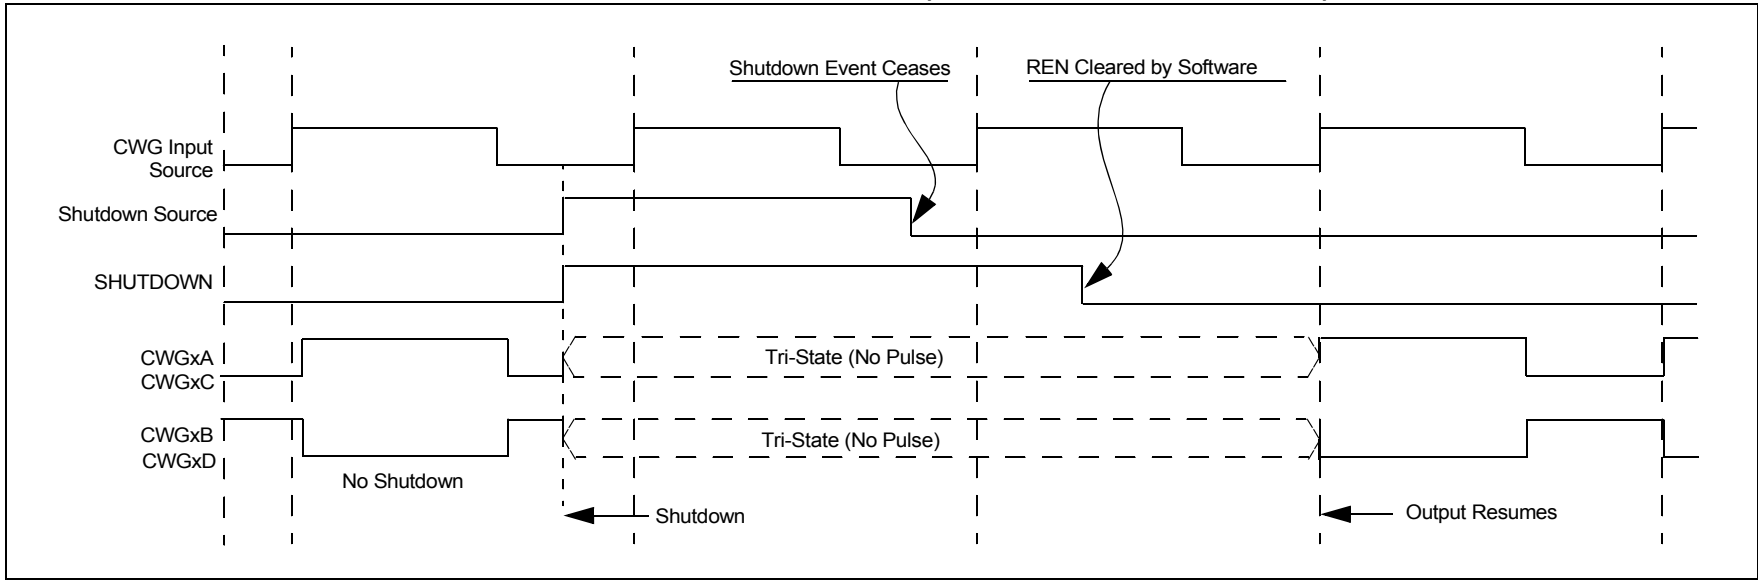 Shutdown Event Ceases
REN Cleared by Software
CWG Input
Source
Shutdown Source
SHUTDOWN
CWGxA
CWGxC
Tri-State (No Pulse)
CWGxB
CWGxD
Tri-State (No Pulse)
No Shutdown
Shutdown
Output Resumes